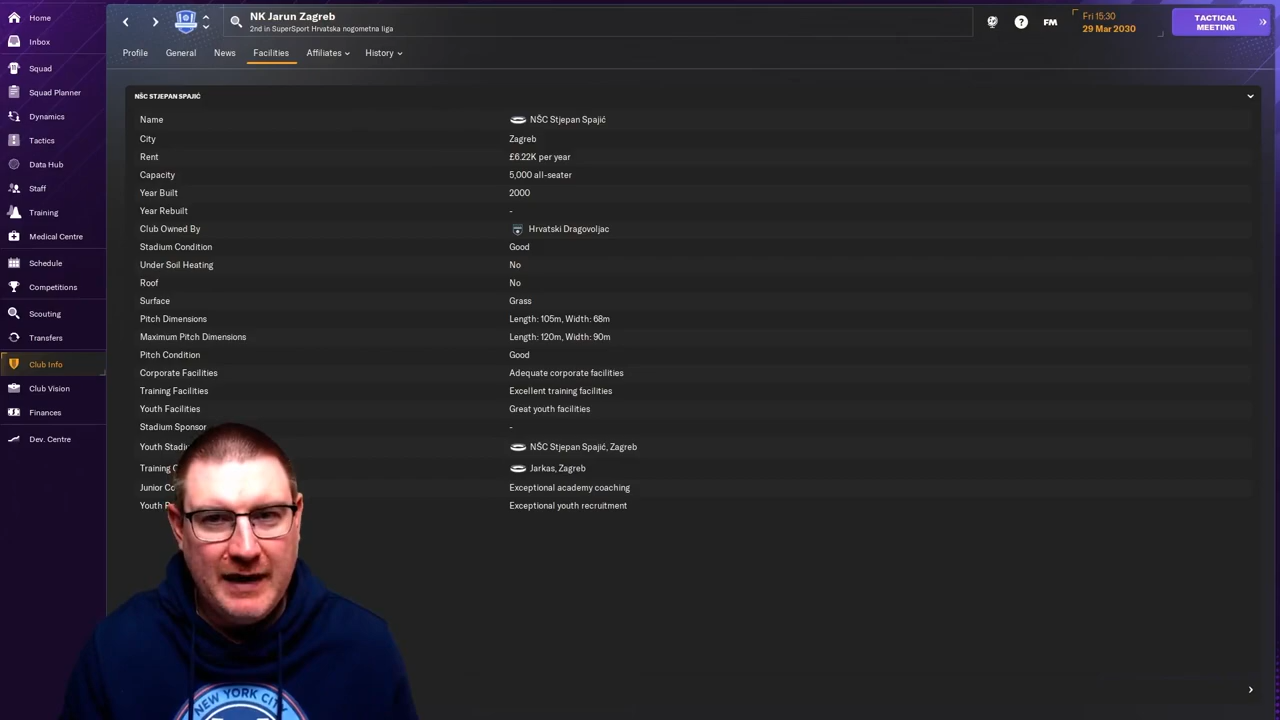 Home
NK Jarun Zagreb
2nd in SuperSport Hrvatska nogometna liga
FM
Fri 15:30
29 Mar 2030
TACTICAL
MEETING
Inbox
Profile
General
News
Facilities
Affiliates
History
Squad
Squad Planner
Dynamics
Tactics
Data Hub
Staff
Training
Medical Centre
Schedule
Competitions
Scouting
Transfers
Club Info
Club Vision
Finances
Dev. Centre
NŠC STJEPAN SPAJIĆ
Name NŠC Stjepan Spajić
City Zagreb
Rent £6.22K per year
Capacity 5,000 all-seater
Year Built 2000
Year Rebuilt -
Club Owned By Hrvatski Dragovoljac
Stadium Condition Good
Under Soil Heating No
Roof No
Surface Grass
Pitch Dimensions Length: 105m, Width: 68m
Maximum Pitch Dimensions Length: 120m, Width: 90m
Pitch Condition Good
Corporate Facilities Adequate corporate facilities
Training Facilities Excellent training facilities
Youth Facilities Great youth facilities
Stadium Sponsor -
Youth NŠC Stjepan Spajić, Zagreb
Training Jarkas, Zagreb
Junior Exceptional academy coaching
Youth Exceptional youth recruitment
NEW YORK CITY